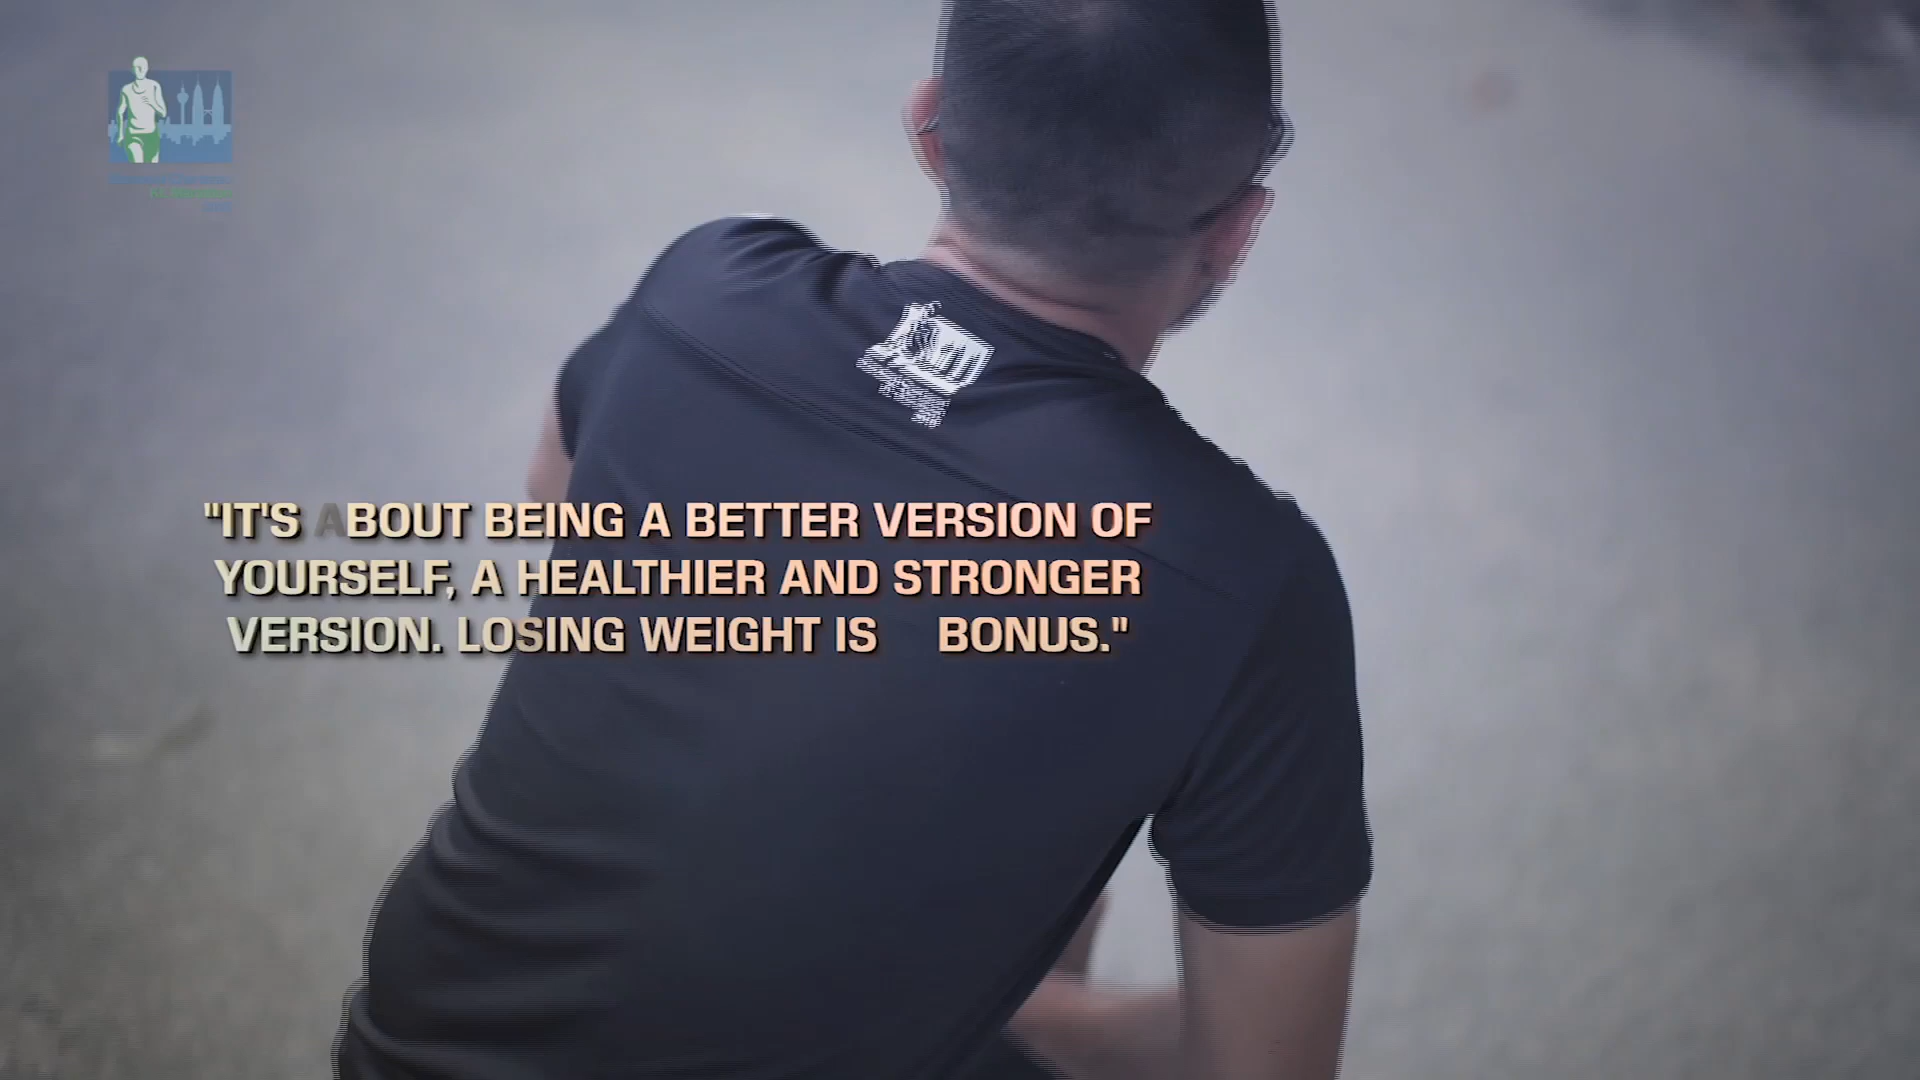 "IT'S ABOUT BEING A BETTER VERSION OF
YOURSELF, A HEALTHIER AND STRONGER
VERSION. LOSING WEIGHT IS BONUS."